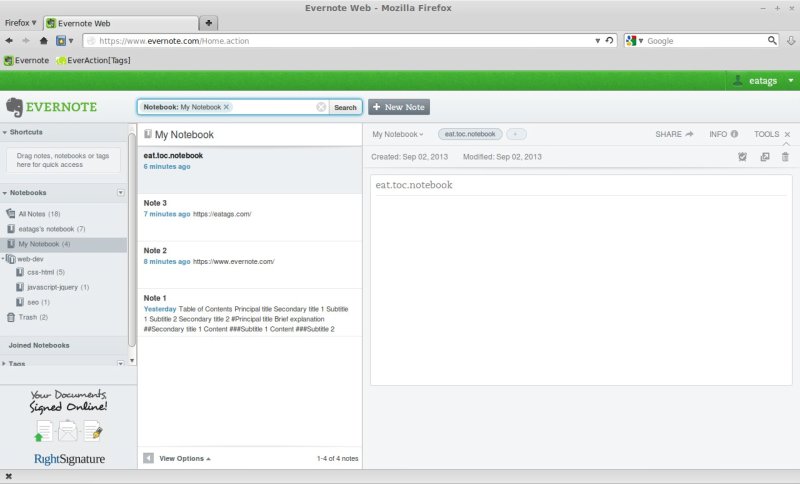 Evernote Web - Mozilla Firefox
Firefox
Evernote Web
https://www.evernote.com/Home.action
Google
Evernote
EverAction[Tags]
eatags
EVERNOTE
Notebook: My Notebook
Search
New Note
Shortcuts
Drag notes, notebooks or tags
here for quick access
Notebooks
All Notes (18)
eatags's notebook (7)
My Notebook (4)
web-dev
css-html (5)
javascript-jquery (1)
seo (1)
Trash (2)
Joined Notebooks
Tags
Your Documents,
Signed Online!
RightSignature
My Notebook
eat.toc.notebook
6 minutes ago
Note 3
7 minutes ago https://eatags.com/
Note 2
8 minutes ago https://www.evernote.com/
Note 1
Yesterday Table of Contents Principal title Secondary title 1 Subtitle
1 Subtitle 2 Secondary title 2 #Principal title Brief explanation
##Secondary title 1 Content ###Subtitle 1 Content ###Subtitle 2
View Options
1-4 of 4 notes
My Notebook
eat.toc.notebook
SHARE
INFO
TOOLS
Created: Sep 02, 2013
Modified: Sep 02, 2013
eat.toc.notebook